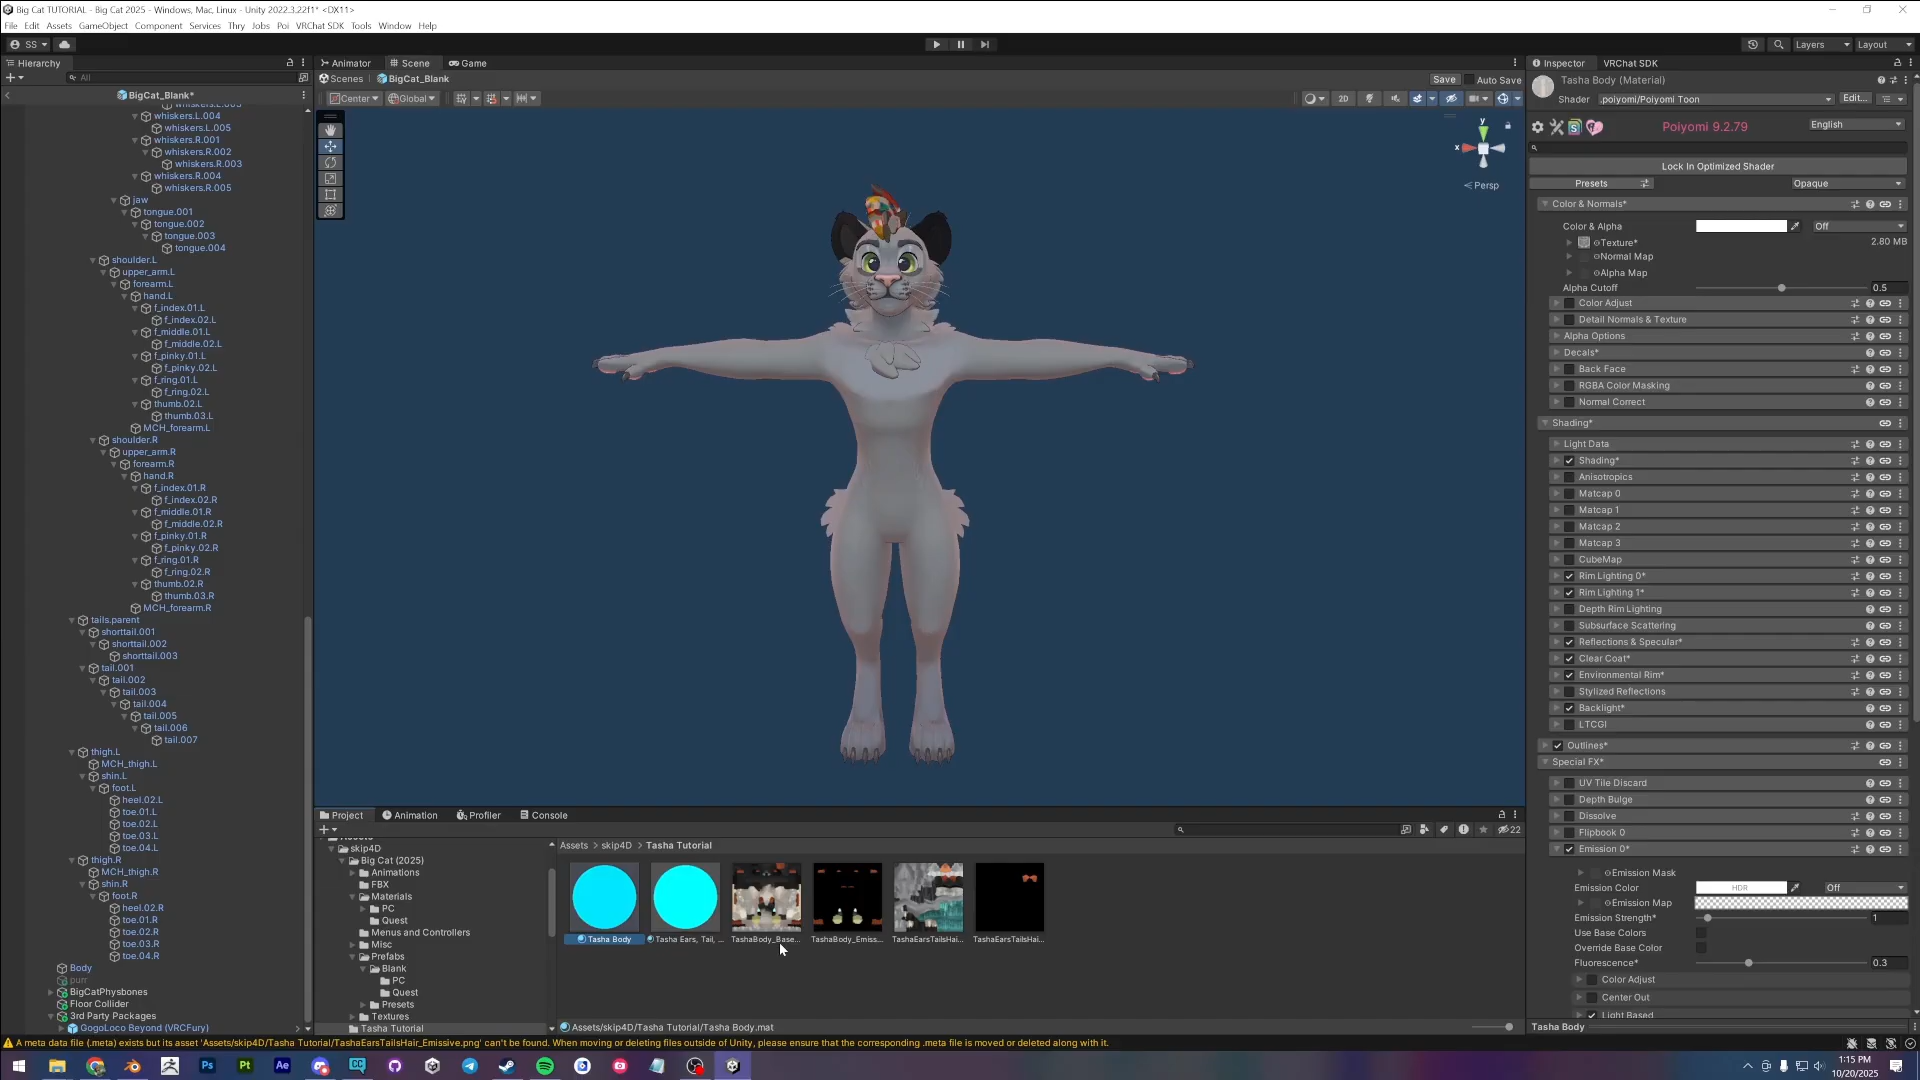 Big Cat TUTORIAL - Big Cat 2025 - Windows, Mac, Linux - Unity 2022.3.22f1* <DX11>
File Edit Assets GameObject Component Services Thry Jobs Poi VRChat SDK Tools Window Help
SS Layers Layout
Hierarchy
All
BigCat_Blank*
whiskers.L.004
whiskers.L.005
whiskers.R.001
whiskers.R.002
whiskers.R.003
whiskers.R.004
whiskers.R.005
jaw
tongue.001
tongue.002
tongue.003
tongue.004
shoulder.L
upper_arm.L
forearm.L
hand.L
f_index.01.L
f_index.02.L
f_middle.01.L
f_middle.02.L
f_pinky.01.L
f_pinky.02.L
f_ring.01.L
f_ring.02.L
thumb.02.L
thumb.03.L
MCH_forearm.L
shoulder.R
upper_arm.R
forearm.R
hand.R
f_index.01.R
f_index.02.R
f_middle.01.R
f_middle.02.R
f_pinky.01.R
f_pinky.02.R
f_ring.01.R
f_ring.02.R
thumb.02.R
thumb.03.R
MCH_forearm.R
tails.parent
shorttail.001
shorttail.002
shorttail.003
tail.001
tail.002
tail.003
tail.004
tail.005
tail.006
tail.007
thigh.L
MCH_thigh.L
shin.L
foot.L
heel.02.L
toe.01.L
toe.02.L
toe.03.L
toe.04.L
thigh.R
MCH_thigh.R
shin.R
foot.R
heel.02.R
toe.01.R
toe.02.R
toe.03.R
toe.04.R
Body
purr
BigCatPhysbones
Floor Collider
3rd Party Packages
GogoLoco Beyond (VRCFury)
Animator Scene Game
Scenes BigCat_Blank Save Auto Save
Center Global 2D
y
x
Persp
Project Animation Profiler Console
22
skip4D
Big Cat (2025)
Animations
FBX
Materials
PC
Quest
Menus and Controllers
Misc
Prefabs
Blank
PC
Quest
Presets
Textures
Tasha Tutorial
Assets > skip4D > Tasha Tutorial
Tasha Body Tasha Ears, Tail, ... TashaBody_Base... TashaBody_Emiss... TashaEarsTailsHai... TashaEarsTailsHai...
Assets/skip4D/Tasha Tutorial/Tasha Body.mat
Inspector VRChat SDK
Tasha Body (Material)
Shader .poiyomi/Poiyomi Toon Edit...
Poiyomi 9.2.79 English
Lock In Optimized Shader
Presets Opaque
Color & Normals*
Color & Alpha Off
Texture* 2.80 MB
Normal Map
Alpha Map
Alpha Cutoff 0.5
Color Adjust
Detail Normals & Texture
Alpha Options
Decals*
Back Face
RGBA Color Masking
Normal Correct
Shading*
Light Data
Shading*
Anisotropics
Matcap 0
Matcap 1
Matcap 2
Matcap 3
CubeMap
Rim Lighting 0*
Rim Lighting 1*
Depth Rim Lighting
Subsurface Scattering
Reflections & Specular*
Clear Coat*
Environmental Rim*
Stylized Reflections
Backlight*
LTCGI
Outlines*
Special FX*
UV Tile Discard
Depth Bulge
Dissolve
Flipbook 0
Emission 0*
Emission Mask
Emission Color HDR Off
Emission Map
Emission Strength* 1
Use Base Colors
Override Base Color
Fluorescence* 0.3
Color Adjust
Center Out
Light Based
Tasha Body
A meta data file (.meta) exists but its asset 'Assets/skip4D/Tasha Tutorial/TashaEarsTailsHair_Emissive.png' can't be found. When moving or deleting files outside of Unity, please ensure that the corresponding .meta file is moved or deleted along with it.
Ps Pt Ae CC
1:15 PM
10/20/2025